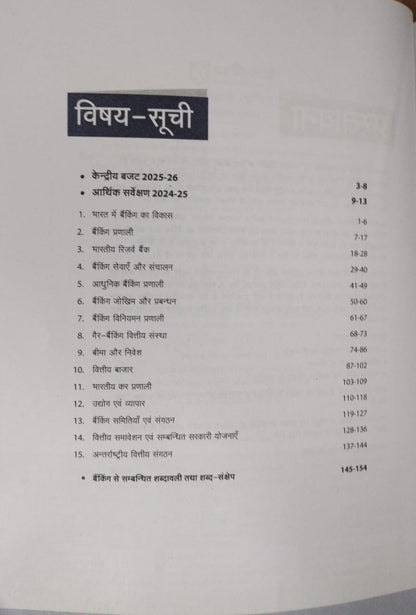 विषय-सूची
• केन्द्रीय बजट 2025-26 3-8
• आर्थिक सर्वेक्षण 2024-25 9-13
1. भारत में बैंकिंग का विकास 1-6
2. बैंकिंग प्रणाली 7-17
3. भारतीय रिजर्व बैंक 18-28
4. बैंकिंग सेवाएँ और संचालन 29-40
5. आधुनिक बैंकिंग प्रणाली 41-49
6. बैंकिंग जोखिम और प्रबन्धन 50-60
7. बैंकिंग विनियमन प्रणाली 61-67
8. गैर-बैंकिंग वित्तीय संस्था 68-73
9. बीमा और निवेश 74-86
10. वित्तीय बाजार 87-102
11. भारतीय कर प्रणाली 103-109
12. उद्योग एवं व्यापार 110-118
13. बैंकिंग समितियाँ एवं संगठन 119-127
14. वित्तीय समावेशन एवं सम्बन्धित सरकारी योजनाएँ 128-136
15. अन्तर्राष्ट्रीय वित्तीय संगठन 137-144
• बैंकिंग से सम्बन्धित शब्दावली तथा शब्द-संक्षेप 145-154